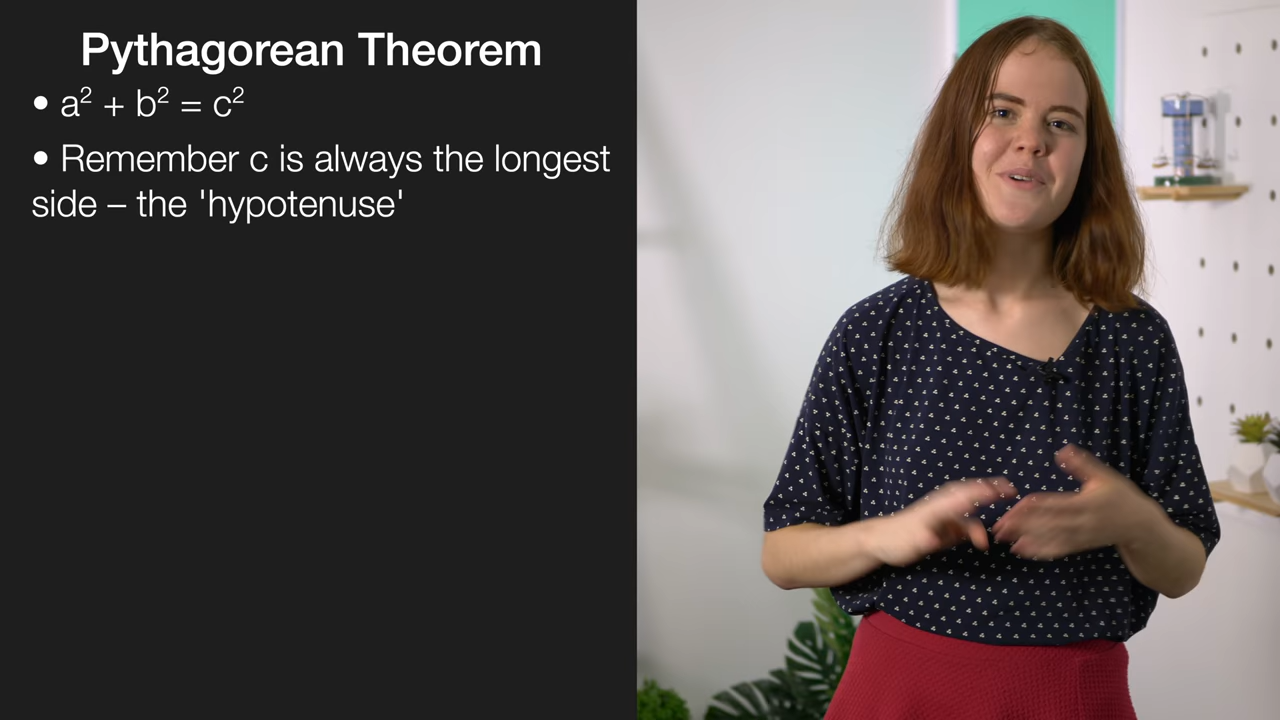 Pythagorean Theorem
• a² + b² = c²
• Remember c is always the longest
side – the 'hypotenuse'